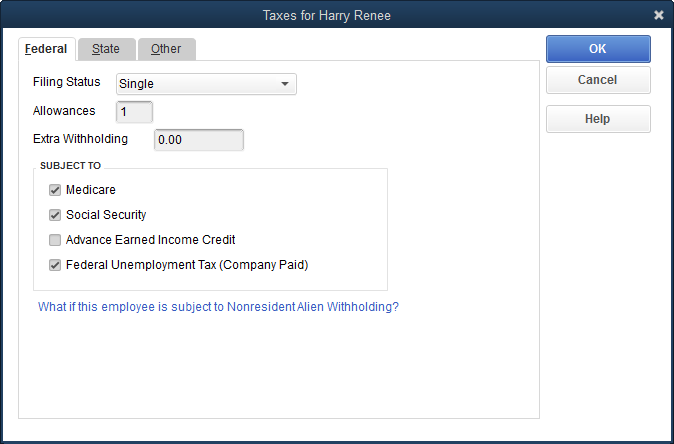 Taxes for Harry Renee
Federal State Other
OK
Filing Status Single
Cancel
Allowances 1
Help
Extra Withholding 0.00
SUBJECT TO
Medicare
Social Security
Advance Earned Income Credit
Federal Unemployment Tax (Company Paid)
What if this employee is subject to Nonresident Alien Withholding?